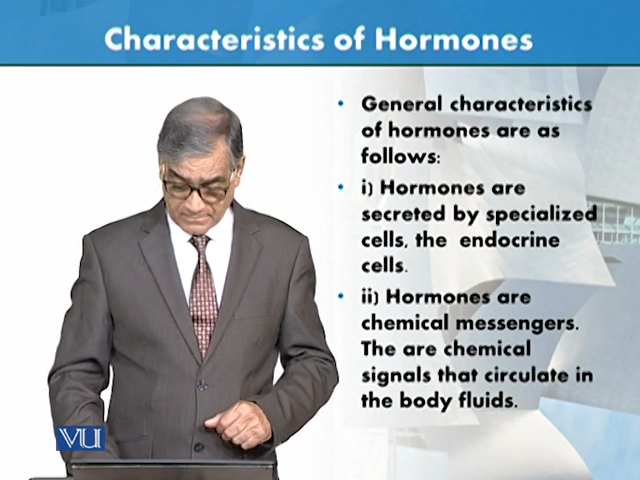 Characteristics of Hormones
• General characteristics
of hormones are as
follows:
• i) Hormones are
secreted by specialized
cells, the endocrine
cells.
• ii) Hormones are
chemical messengers.
The are chemical
signals that circulate in
the body fluids.
VU